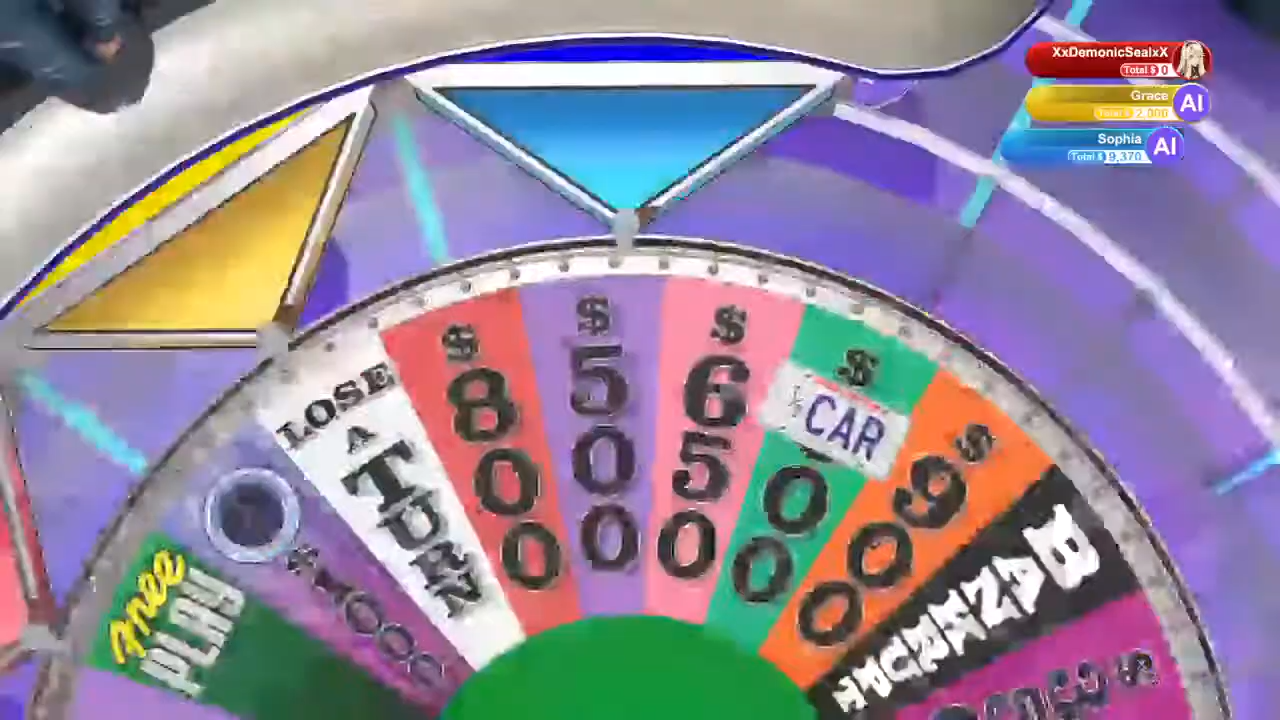 XxDemonicSealxX
Total $ 0
Grace
AI
Total $ 2,000
Sophia
AI
Total $ 9,370
FREE PLAY
LOSE
A
TURN
$800
$500
$650
$
CAR
00
$900
BANKRUPT